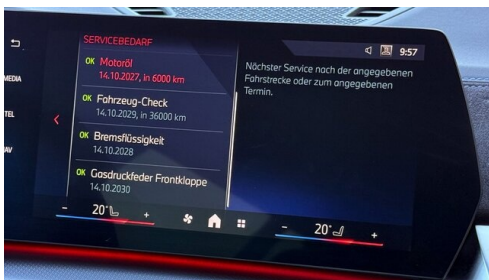 SERVICEBEDARF
9:57
MEDIA
TEL
OK Motoröl
14.10.2027, in 6000 km
OK Fahrzeug-Check
14.10.2029, in 36000 km
OK Bremsflüssigkeit
14.10.2028
OK Gasdruckfeder Frontklappe
14.10.2030
Nächster Service nach der angegebenen
Fahrstrecke oder zum angegebenen
Termin.
- 20° +
- 20° +